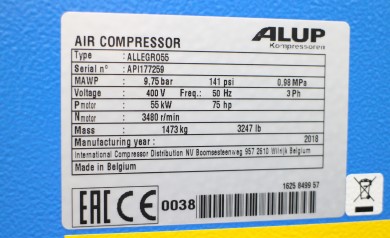 ALUP
Kompressoren
AIR COMPRESSOR
Type : ALLEGRO55
Serial n° : API177259
MAWP : 9.75 bar 141 psi 0.98 MPa
Voltage : 400 V Freq.: 50 Hz 3 Ph
Pmotor : 55 kW 75 hp
Nmotor : 3480 r/min
Mass : 1473 kg 3247 lb
Manufacturing year : 2018
International Compressor Distribution NV Boomsesteenweg 957 2610 Wilrijk Belgium
Made in Belgium
EAC CE 0038
1625 8499 57